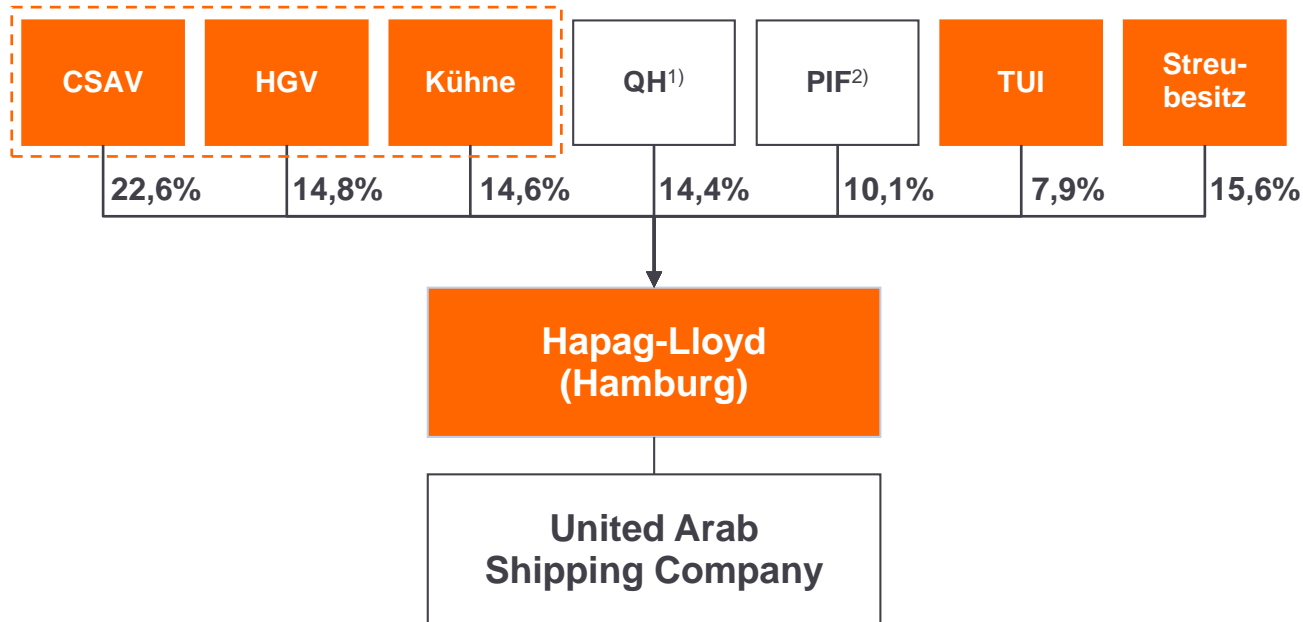 CSAV
HGV
Kühne
QH1)
PIF2)
TUI
Streu-
besitz
22,6%
14,8%
14,6%
14,4%
10,1%
7,9%
15,6%
Hapag-Lloyd
(Hamburg)
United Arab
Shipping Company